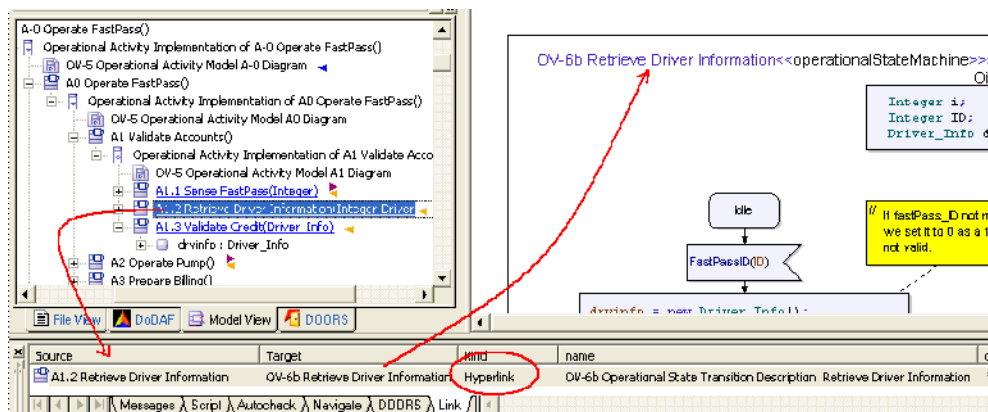 A-0 Operate FastPass()
Operational Activity Implementation of A-0 Operate FastPass()
OV-5 Operational Activity Model A-0 Diagram
A0 Operate FastPass()
Operational Activity Implementation of A0 Operate FastPass()
OV-5 Operational Activity Model A0 Diagram
A1 Validate Accounts()
Operational Activity Implementation of A1 Validate Acco
OV-5 Operational Activity Model A1 Diagram
A1.1 Sense FastPass(Integer)
A1.2 Retrieve Driver Information(Integer Driver
A1.3 Validate Credit(Driver_Info)
drvinfo : Driver_Info
A2 Operate Pump()
A3 Prepare Billing()
File View DoDAF Model View DOORS
OV-6b Retrieve Driver Information<<operationalStateMachine>>
Integer i;
Integer ID;
Driver_Info d
Idle
FastPassID(ID)
// If fastPass_ID not m
we set it to 0 as a f
not valid.
drvinfo = new Driver_Info();
Source Target Kind name
A1.2 Retrieve Driver Information OV-6b Retrieve Driver Information Hyperlink OV-6b Operational State Transition Description Retrieve Driver Information
Messages Script Autocheck Navigate DOORS Link